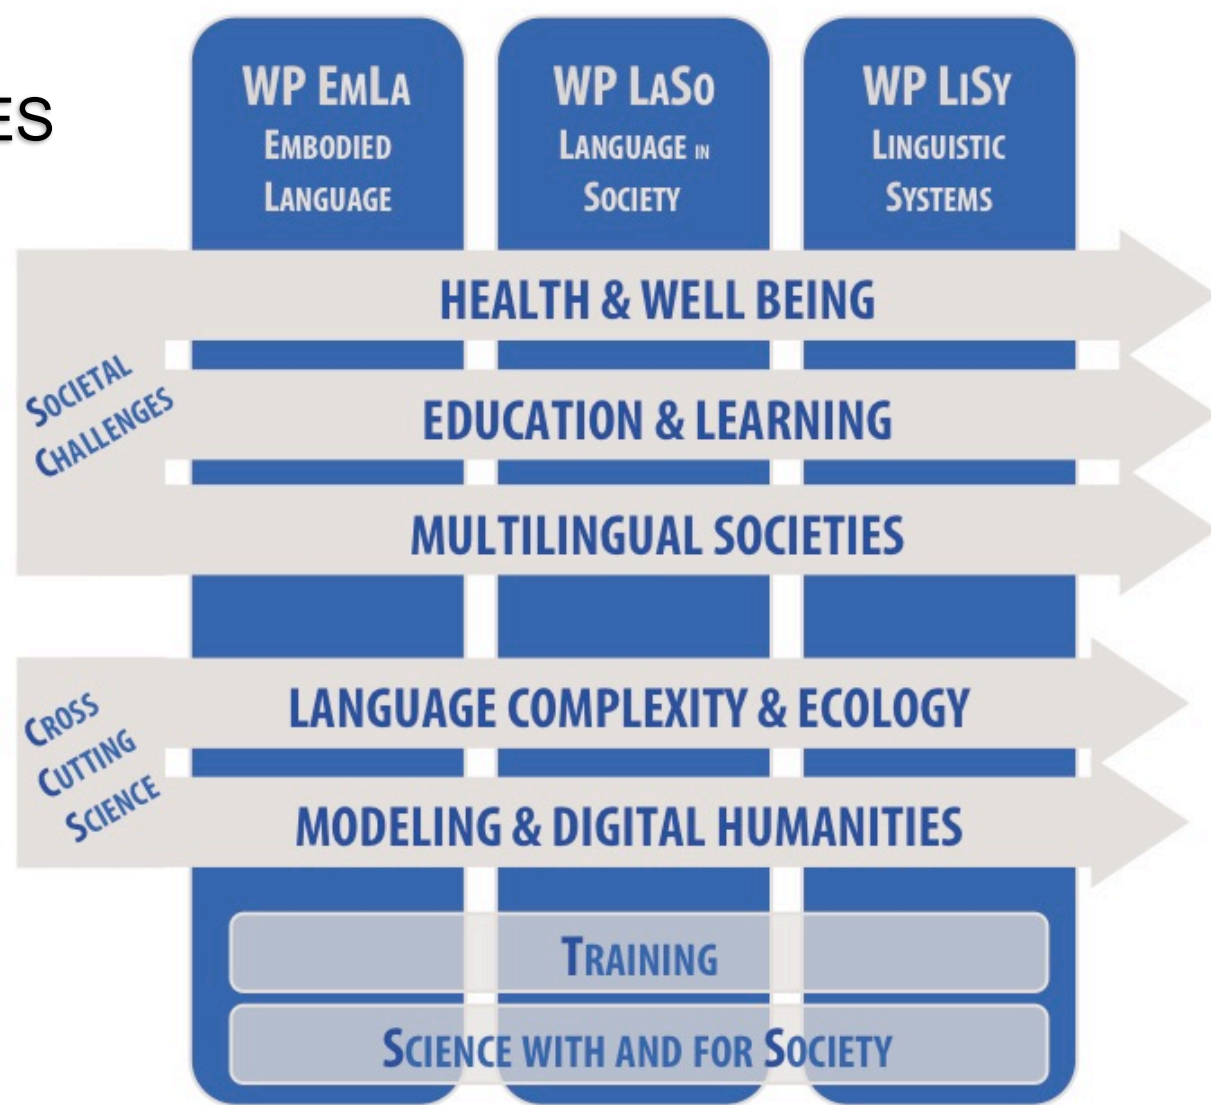 ES
WP EMLA
EMBODIED
LANGUAGE
WP LASO
LANGUAGE IN
SOCIETY
WP LISY
LINGUISTIC
SYSTEMS
SOCIETAL
CHALLENGES
HEALTH & WELL BEING
EDUCATION & LEARNING
MULTILINGUAL SOCIETIES
CROSS
CUTTING
SCIENCE
LANGUAGE COMPLEXITY & ECOLOGY
MODELING & DIGITAL HUMANITIES
TRAINING
SCIENCE WITH AND FOR SOCIETY